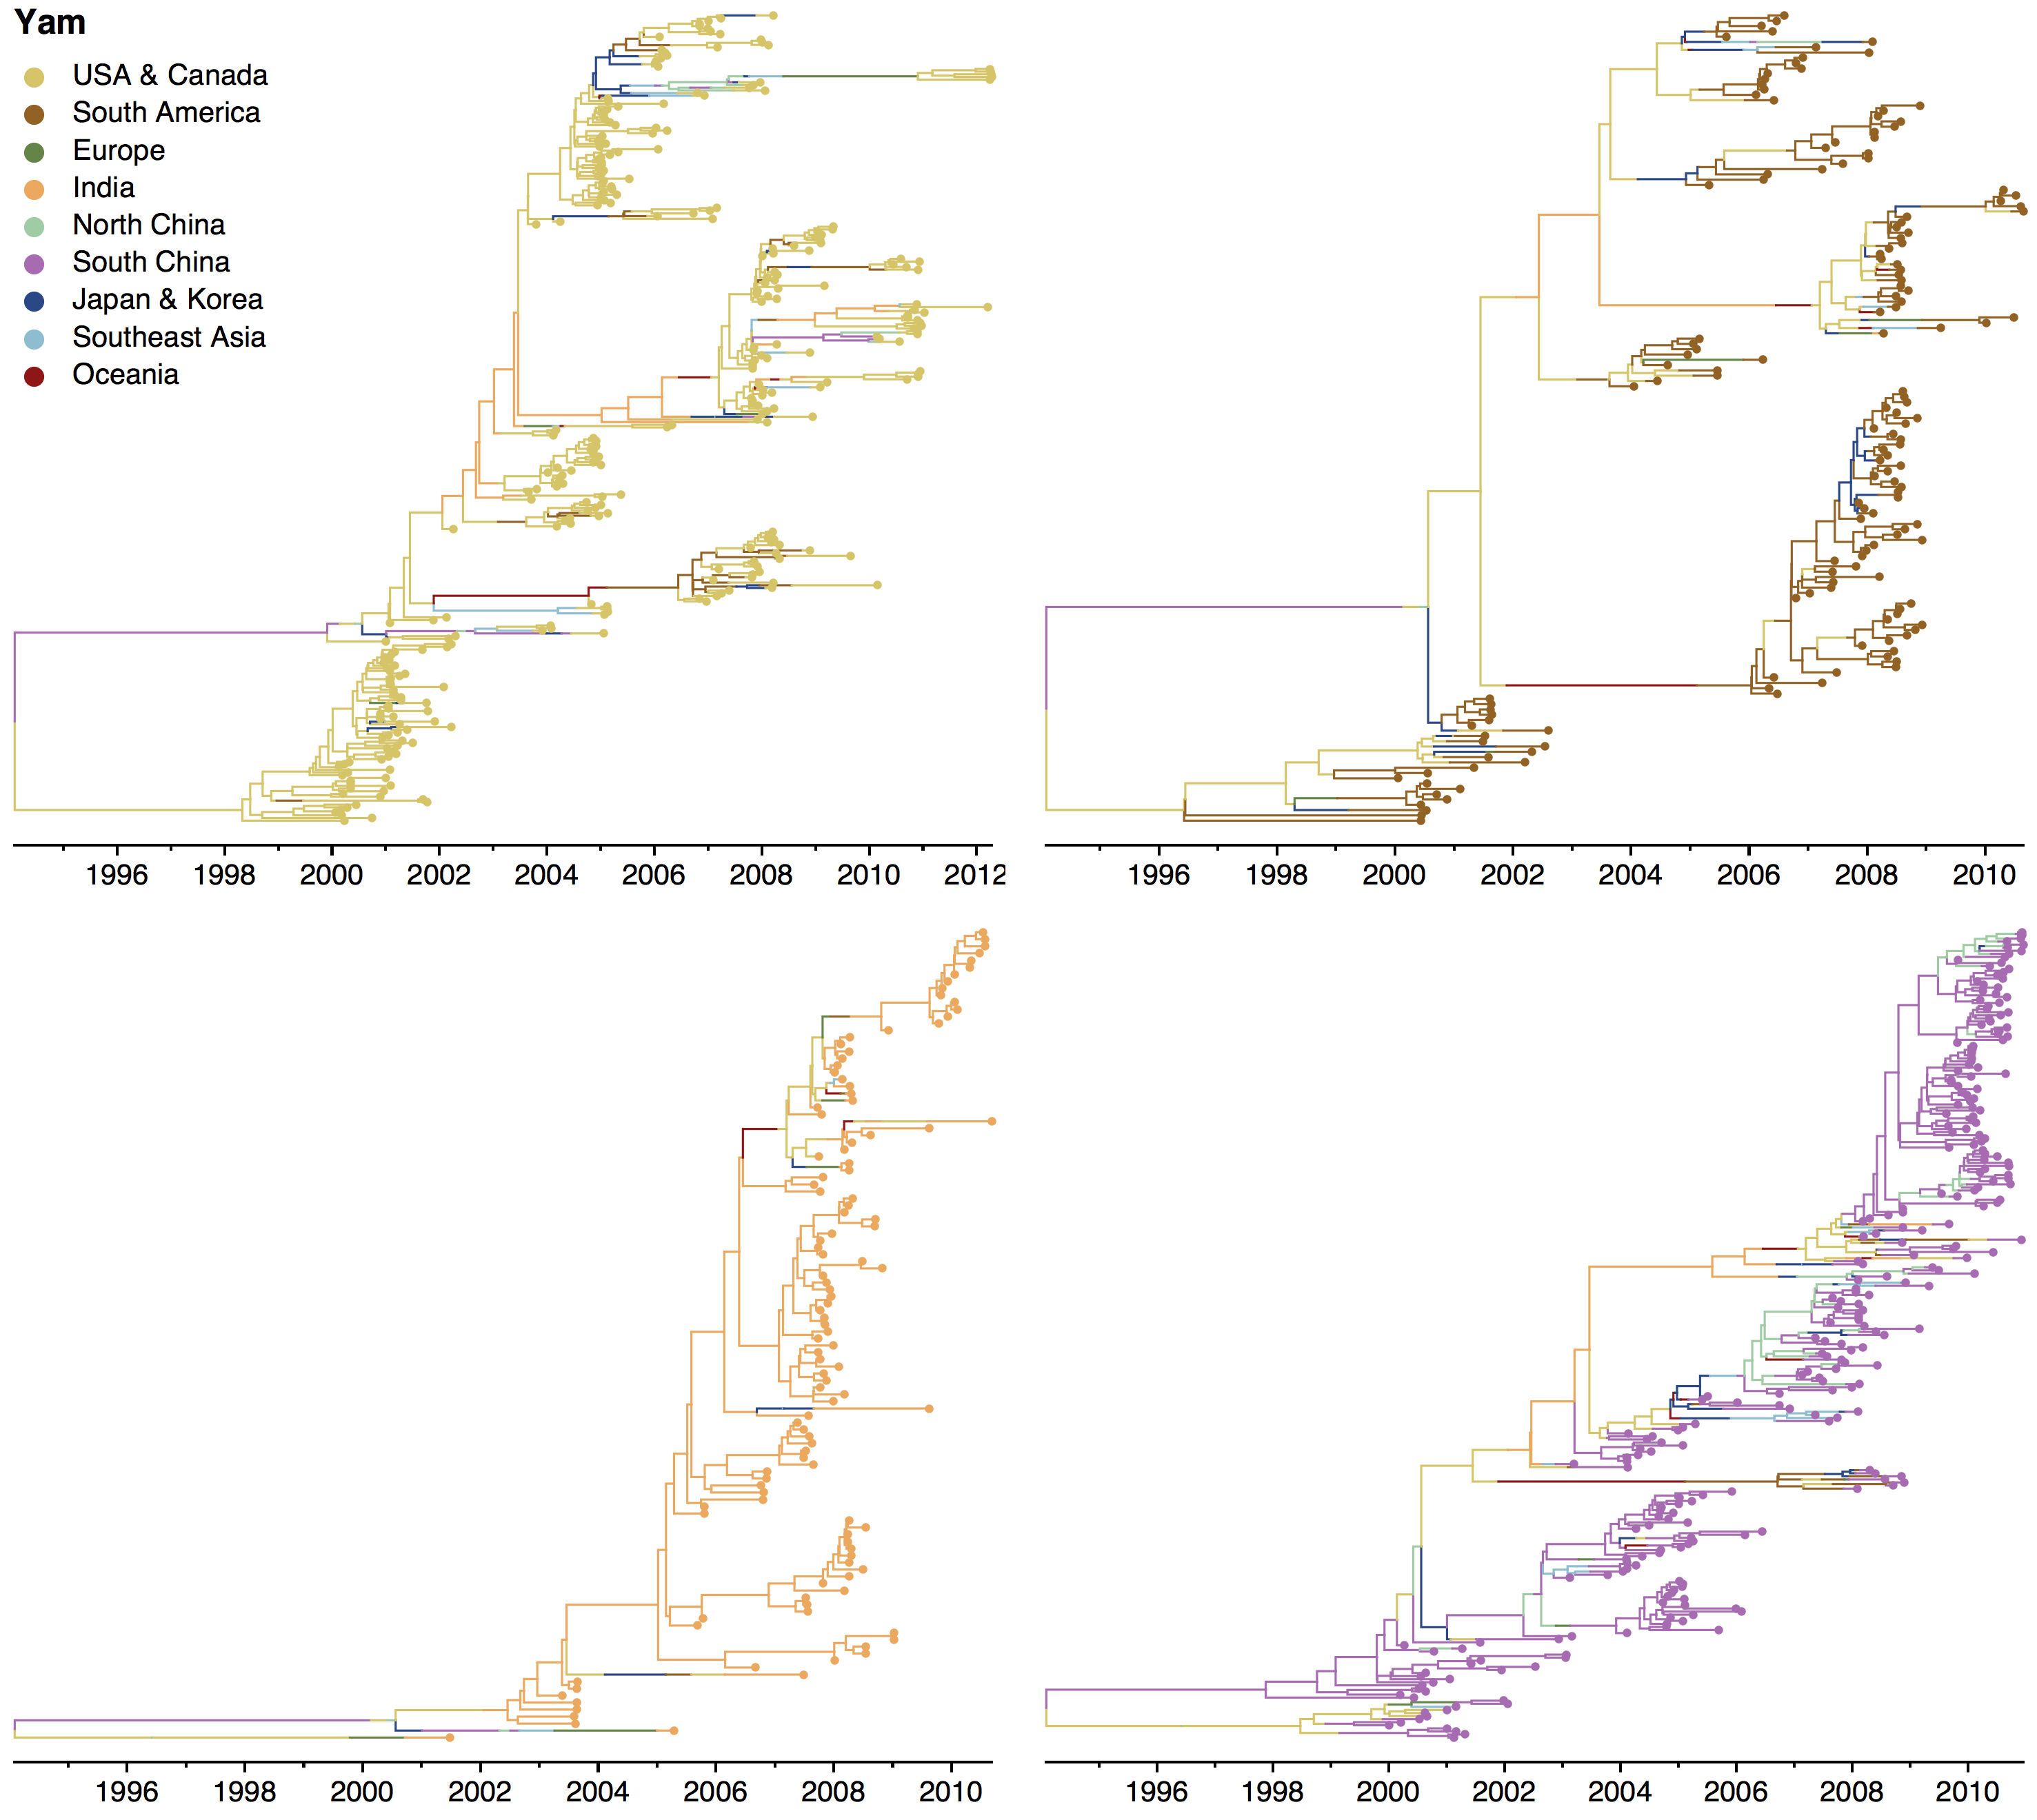 Yam
USA & Canada
South America
Europe
India
North China
South China
Japan & Korea
Southeast Asia
Oceania
1996 1998 2000 2002 2004 2006 2008 2010 2012
1996 1998 2000 2002 2004 2006 2008 2010
1996 1998 2000 2002 2004 2006 2008 2010
1996 1998 2000 2002 2004 2006 2008 2010